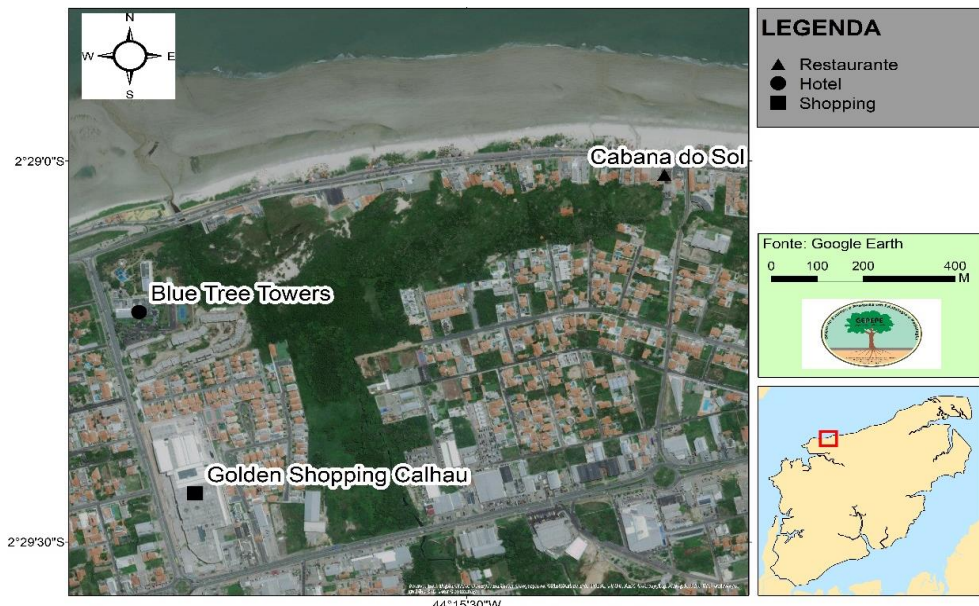 N
W E
S
LEGENDA
Restaurante
Hotel
Shopping
2°29'0"S
Cabana do Sol
Fonte: Google Earth
0 100 200 400
M
Blue Tree Towers
GEPEPE
Golden Shopping Calhau
2°29'30"S
44°15'30"W